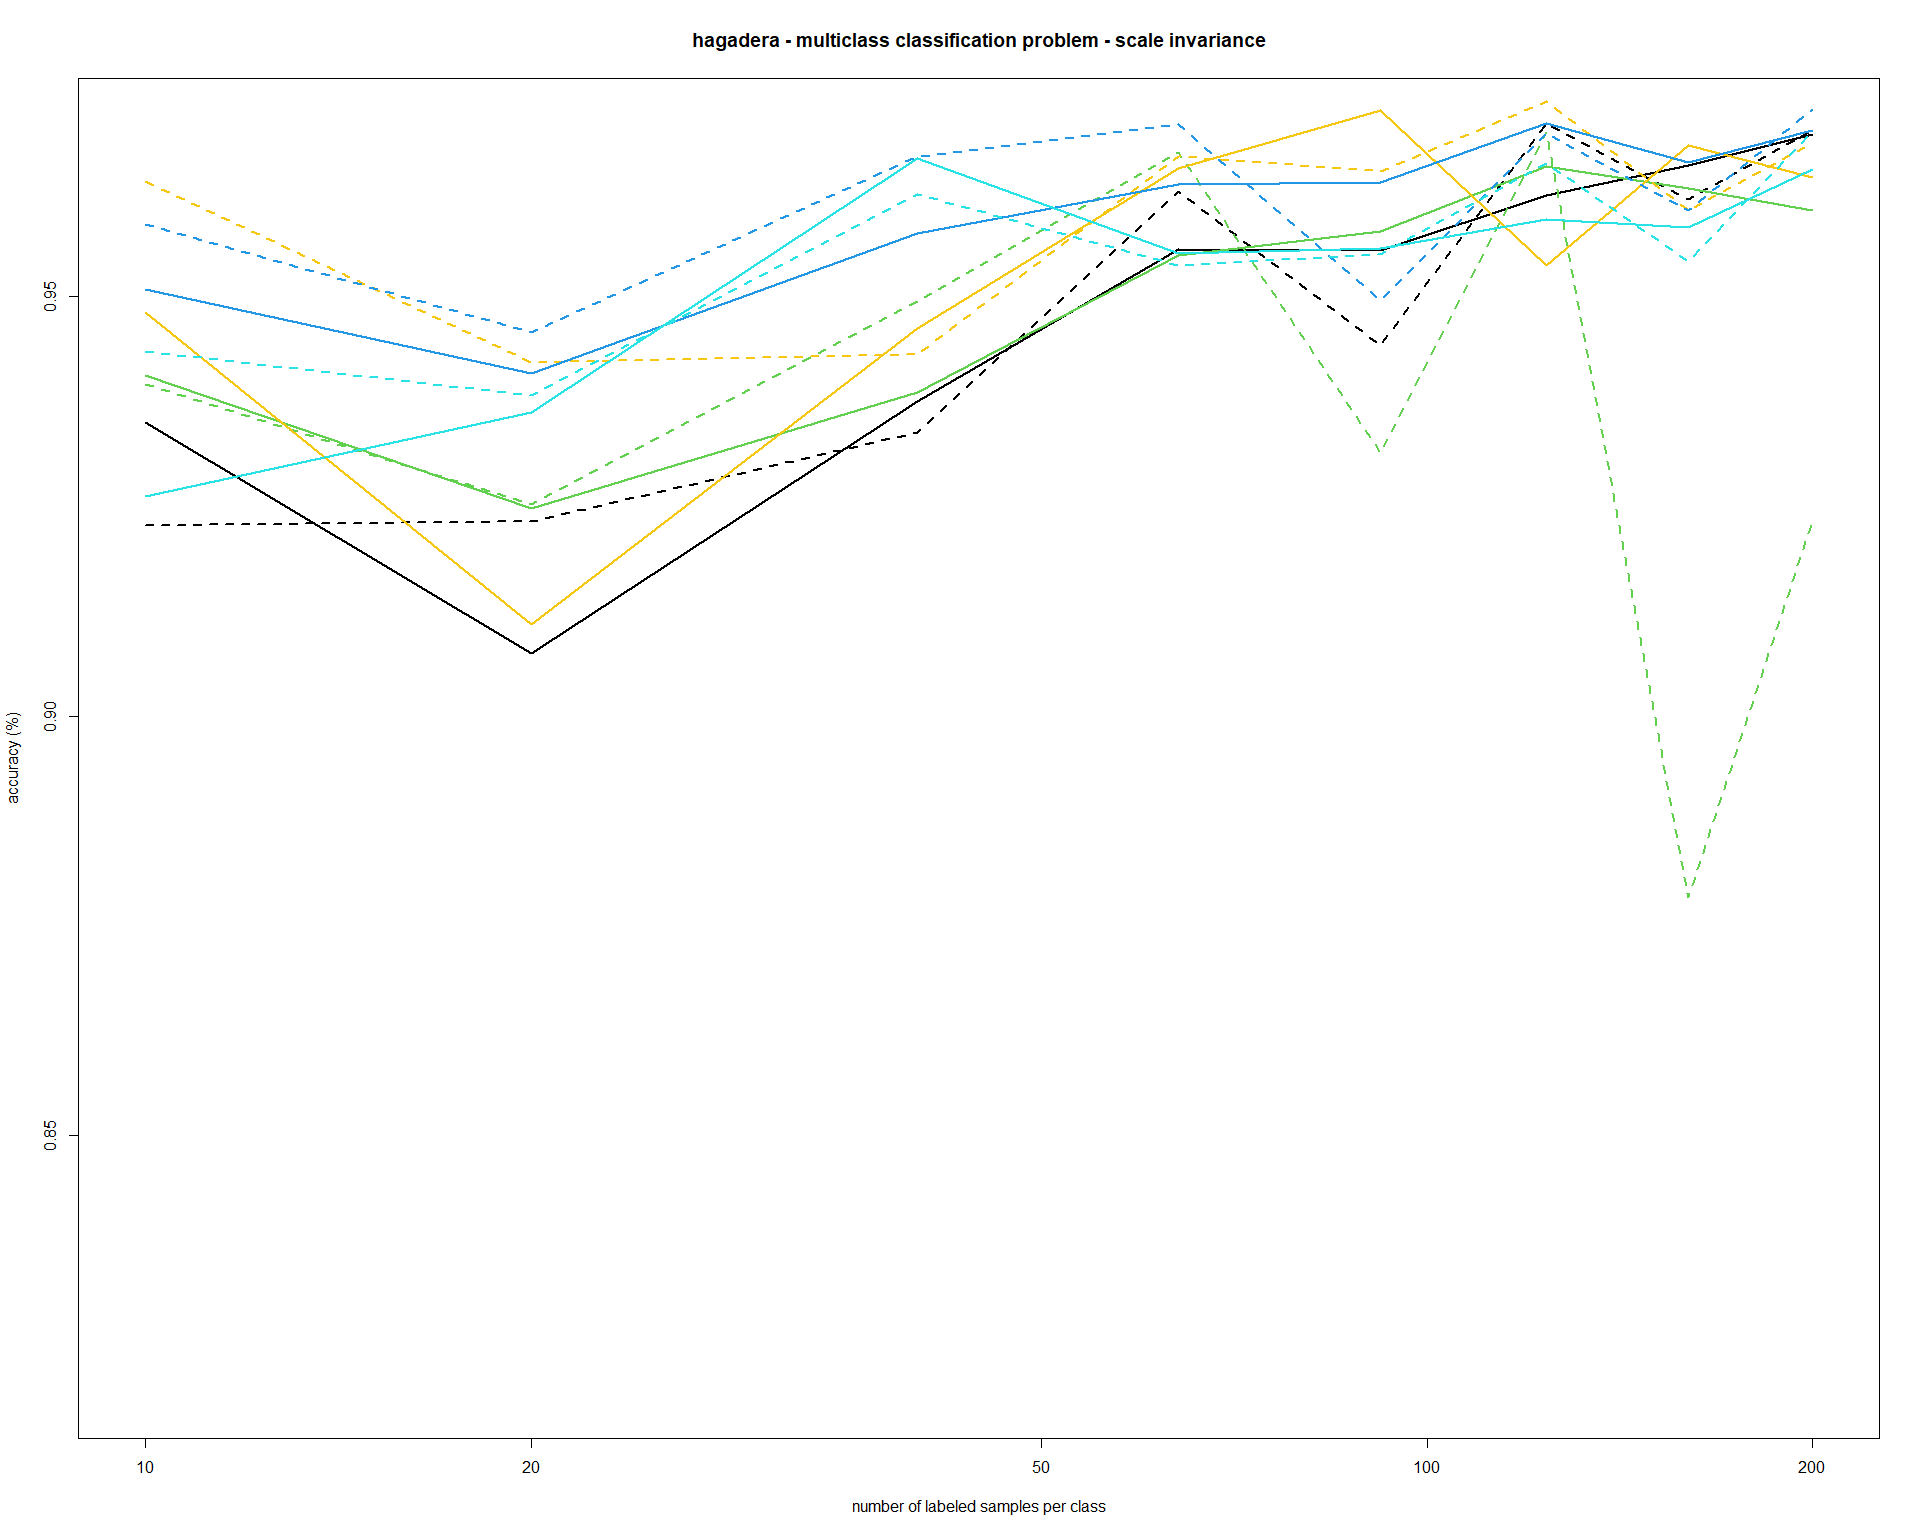 hagadera - multiclass classification problem - scale invariance
0.95
0.90
0.85
accuracy (%)
10 20 50 100 200
number of labeled samples per class